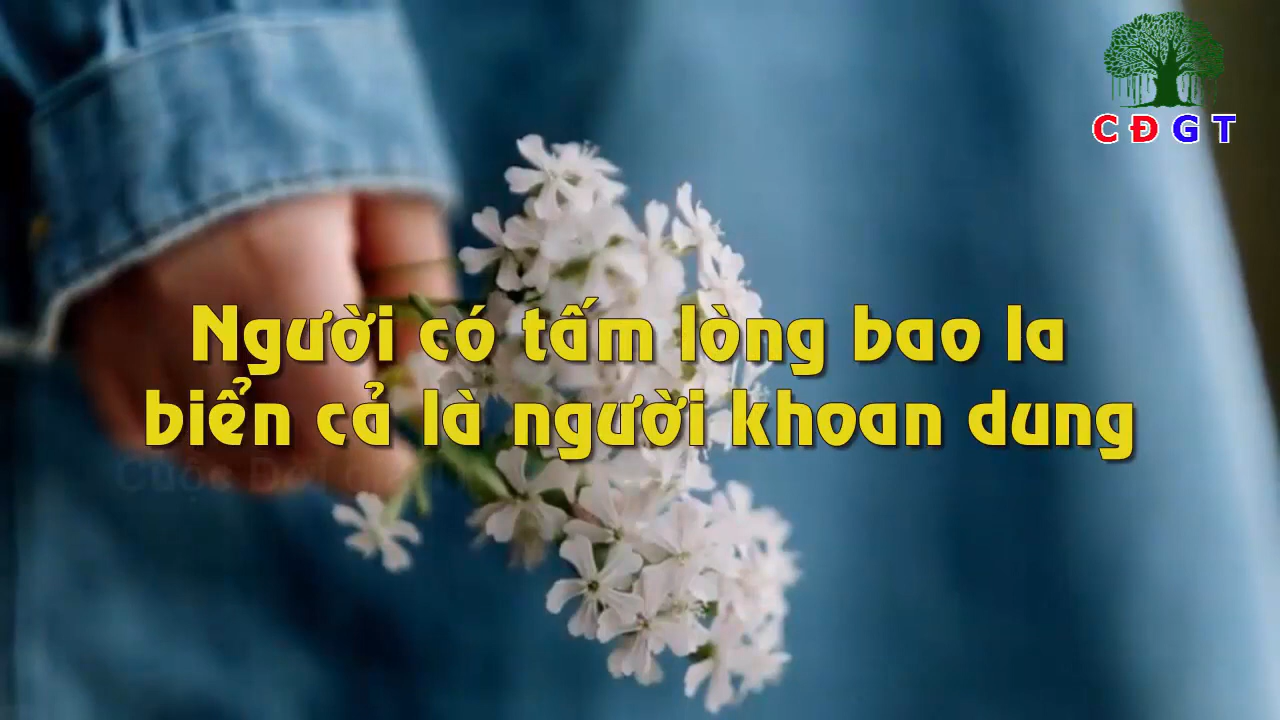 CĐGT
Người có tấm lòng bao la
biển cả là người khoan dung